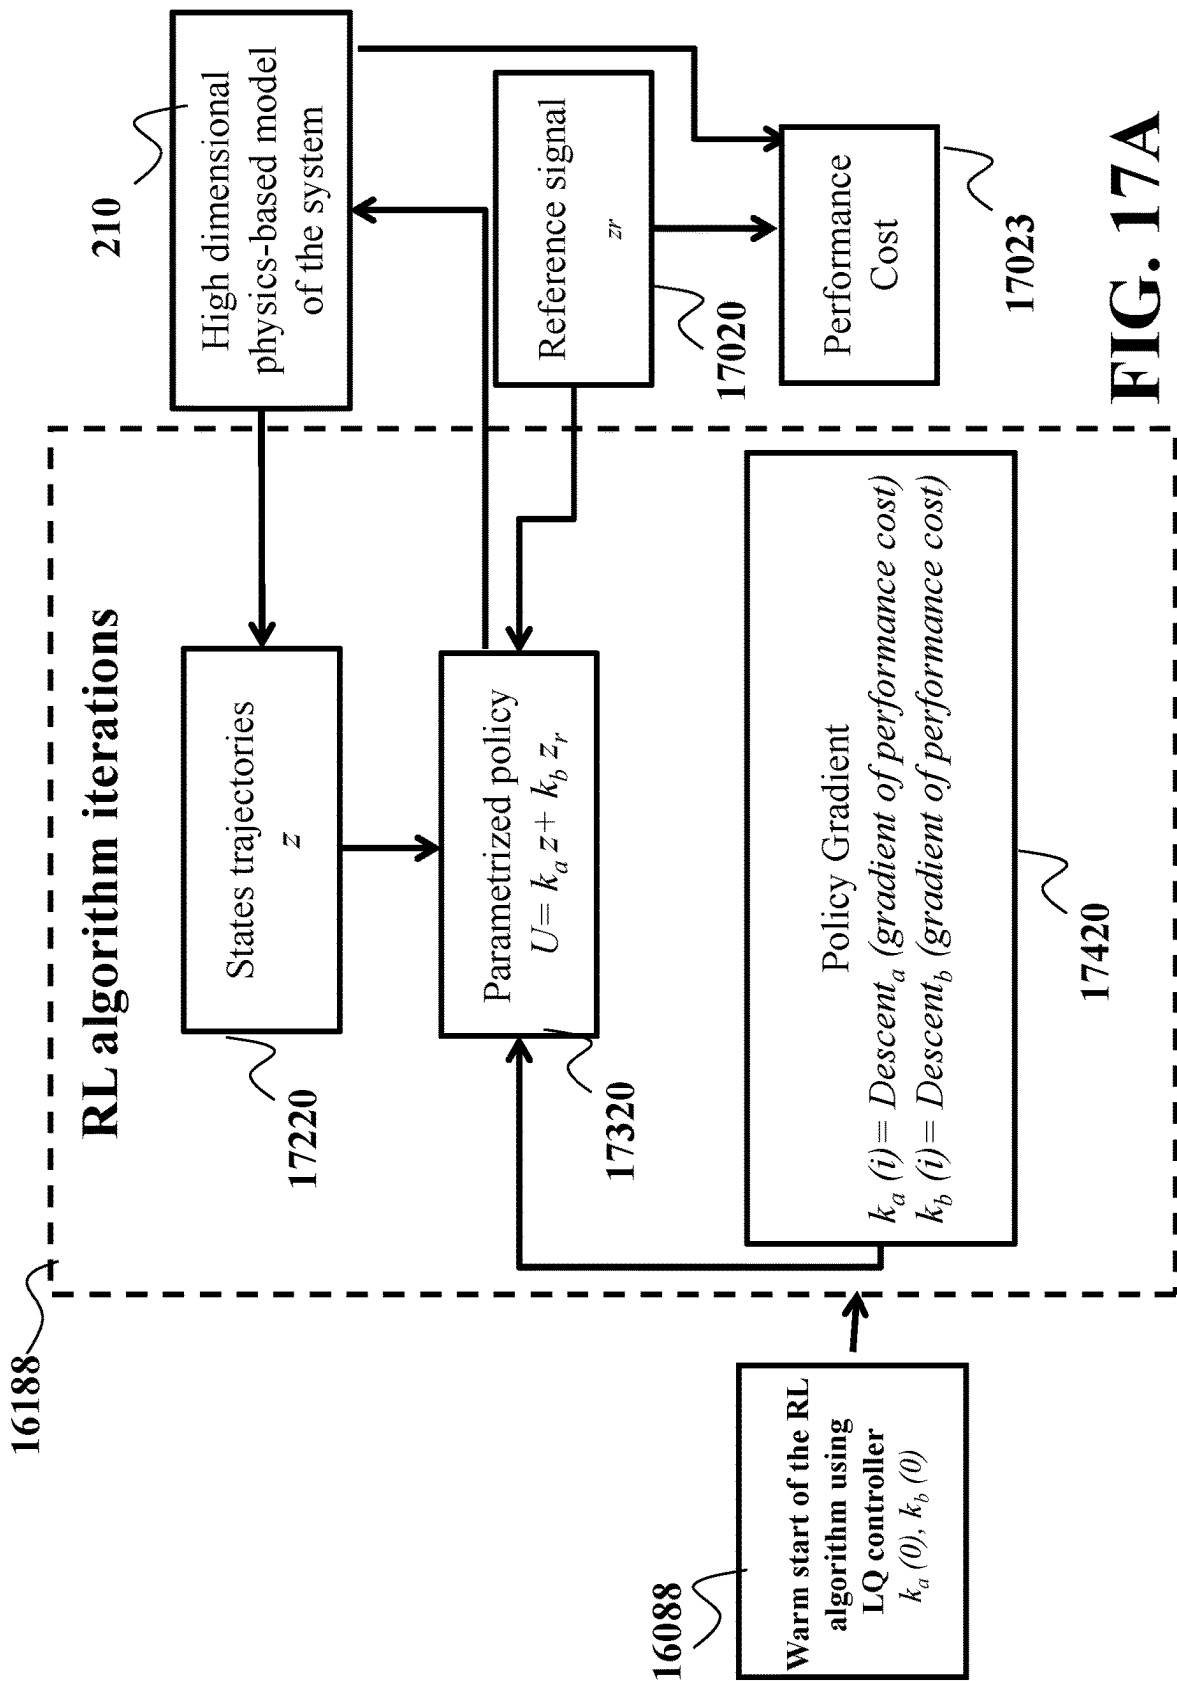 16188
RL algorithm iterations
210
High dimensional
physics-based model
of the system
States trajectories
z
17220
Parametrized policy
U= k_a z+ k_b z_r
17320
Reference signal
zr
17020
Performance
Cost
17023
Policy Gradient
k_a (i)= Descent_a (gradient of performance cost)
k_b (i)= Descent_b (gradient of performance cost)
17420
16088
Warm start of the RL
algorithm using
LQ controller
k_a (0), k_b (0)
FIG. 17A